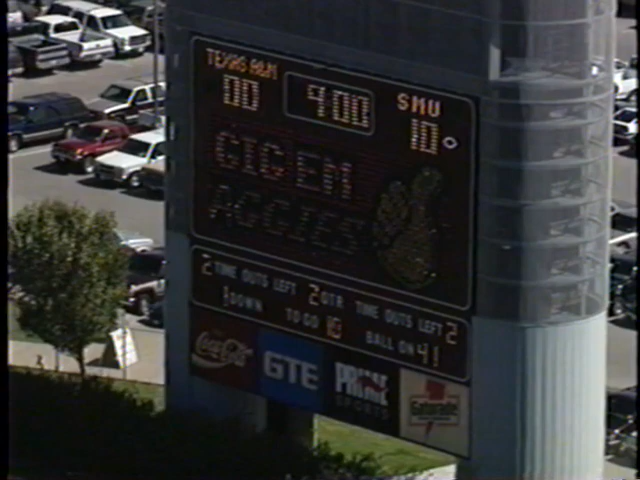 TEXAS A&M
00
9:00
SMU
10
GIG EM
AGGIES
2 TIME OUTS LEFT 2 QTR TIME OUTS LEFT 2
1 DOWN TO GO 10 BALL ON 41
Coca-Cola
GTE
PRIME
SPORTS
Gatorade